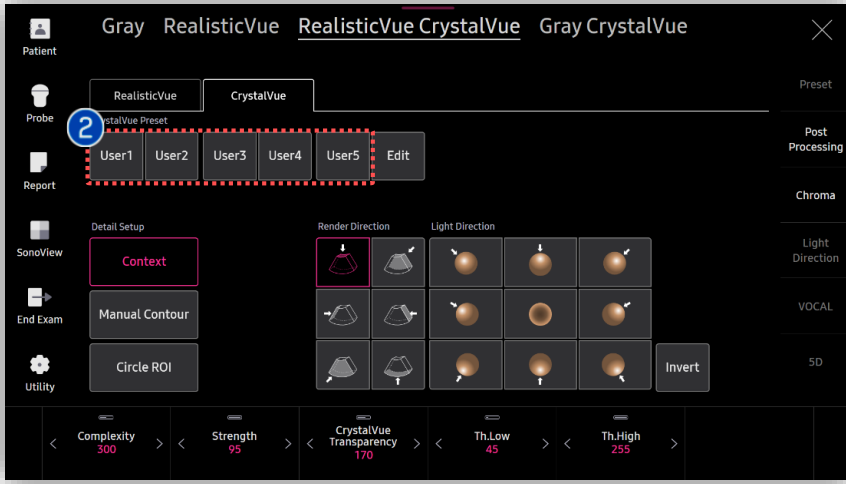 Gray RealisticVue RealisticVue CrystalVue Gray CrystalVue
Patient
Probe
Report
SonoView
End Exam
Utility
RealisticVue CrystalVue
2
stalVue Preset
User1 User2 User3 User4 User5 Edit
Detail Setup Render Direction Light Direction
Context
Manual Contour
Circle ROI
Invert
Preset
Post
Processing
Chroma
Light
Direction
VOCAL
5D
Complexity
300
Strength
95
CrystalVue
Transparency
170
Th.Low
45
Th.High
255